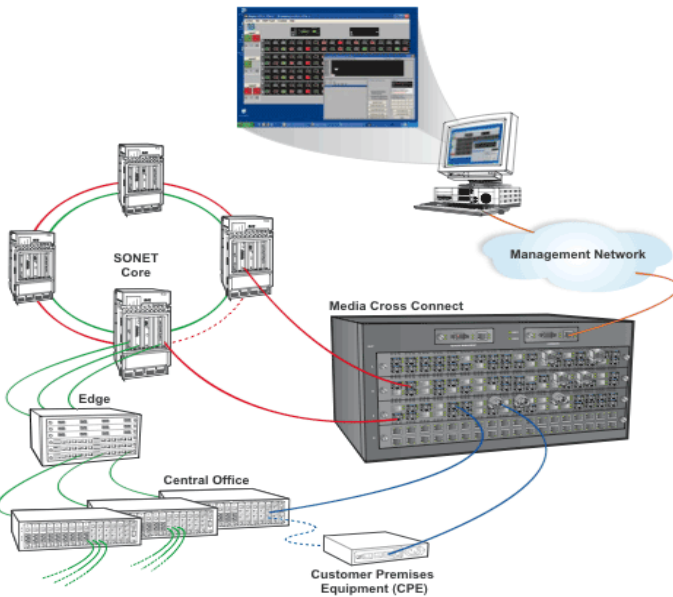 SONET
Core
Management Network
Media Cross Connect
Edge
Central Office
Customer Premises
Equipment (CPE)